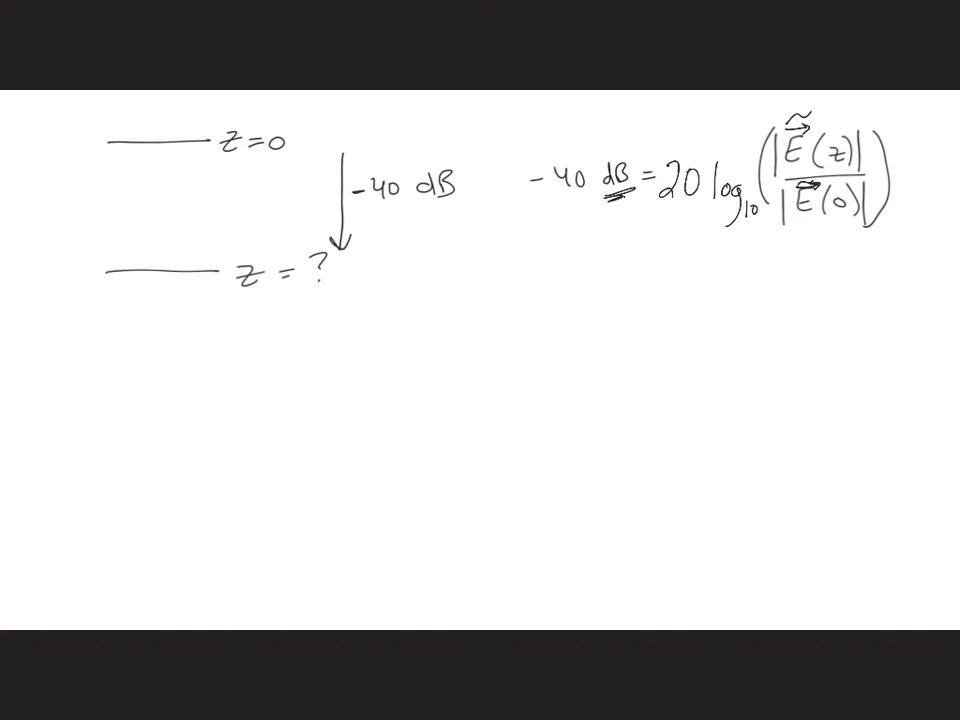 z=0
-40 dB
z = ?
-40 dB = 20 log₁₀ (|Ẽ⃗(z)| / |Ẽ⃗(0)|)